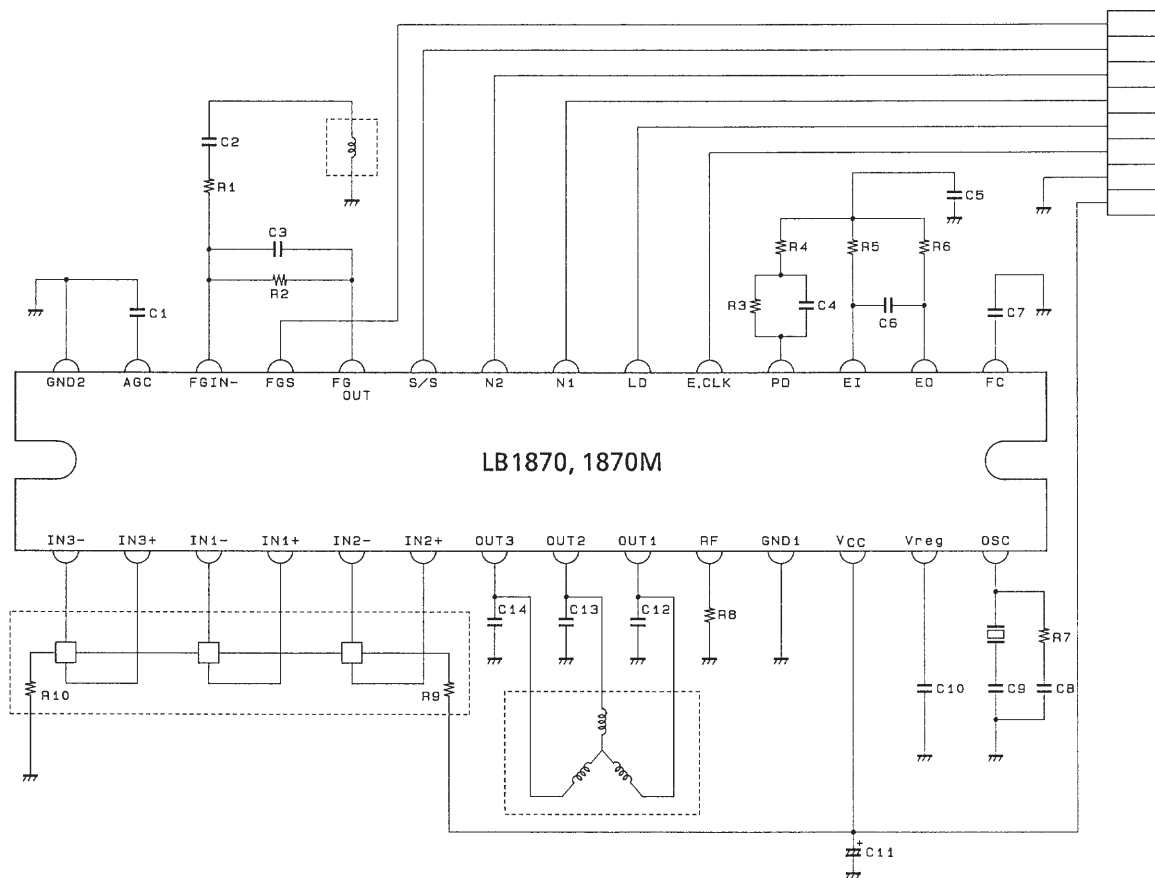 C2
R1
C3
R2
C1
C5
R4 R5 R6
R3 C4
C6
C7
GND2 AGC FGIN- FGS FG OUT S/S N2 N1 LD E.CLK PD EI EO FC
LB1870, 1870M
IN3- IN3+ IN1- IN1+ IN2- IN2+ OUT3 OUT2 OUT1 RF GND1 VCC Vreg OSC
C14 C13 C12 R8
R7
R10 R9
C10 C9 C8
+
C11